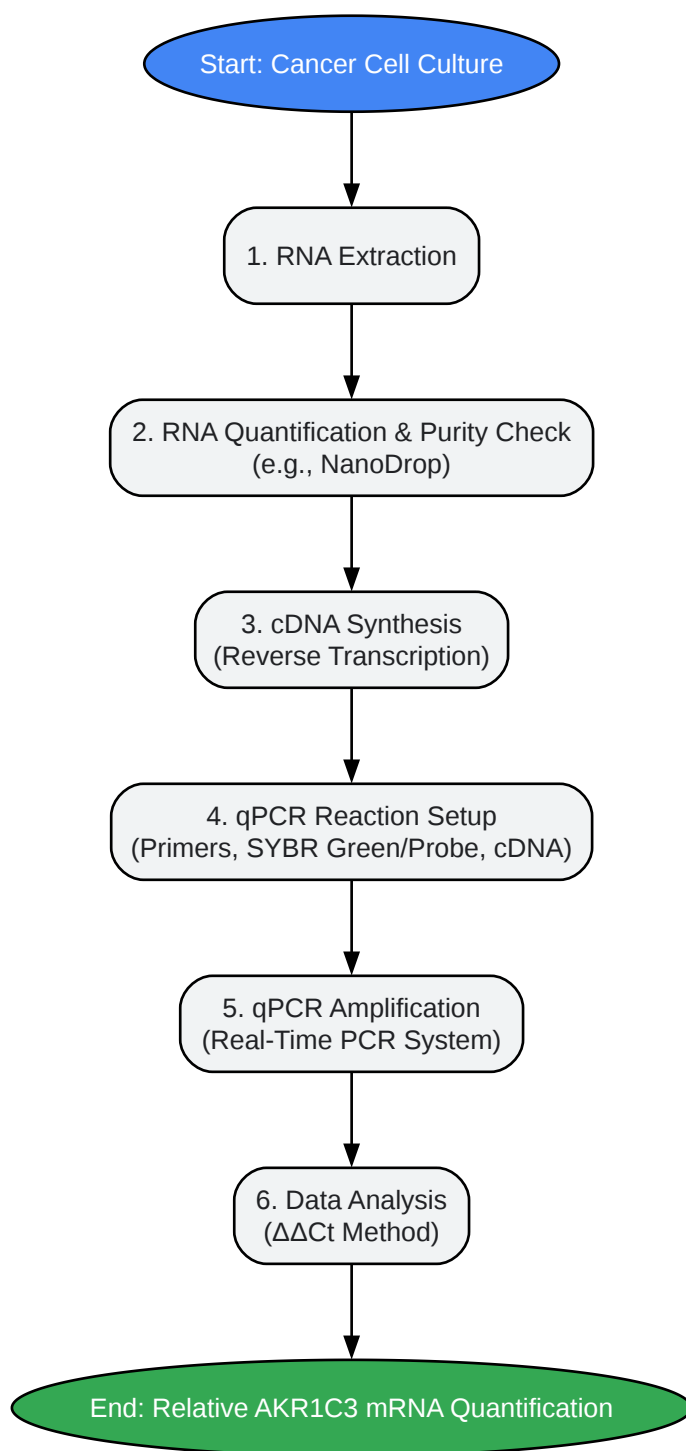 Start: Cancer Cell Culture
1. RNA Extraction
2. RNA Quantification & Purity Check
(e.g., NanoDrop)
3. cDNA Synthesis
(Reverse Transcription)
4. qPCR Reaction Setup
(Primers, SYBR Green/Probe, cDNA)
5. qPCR Amplification
(Real-Time PCR System)
6. Data Analysis
(ΔΔCt Method)
End: Relative AKR1C3 mRNA Quantification